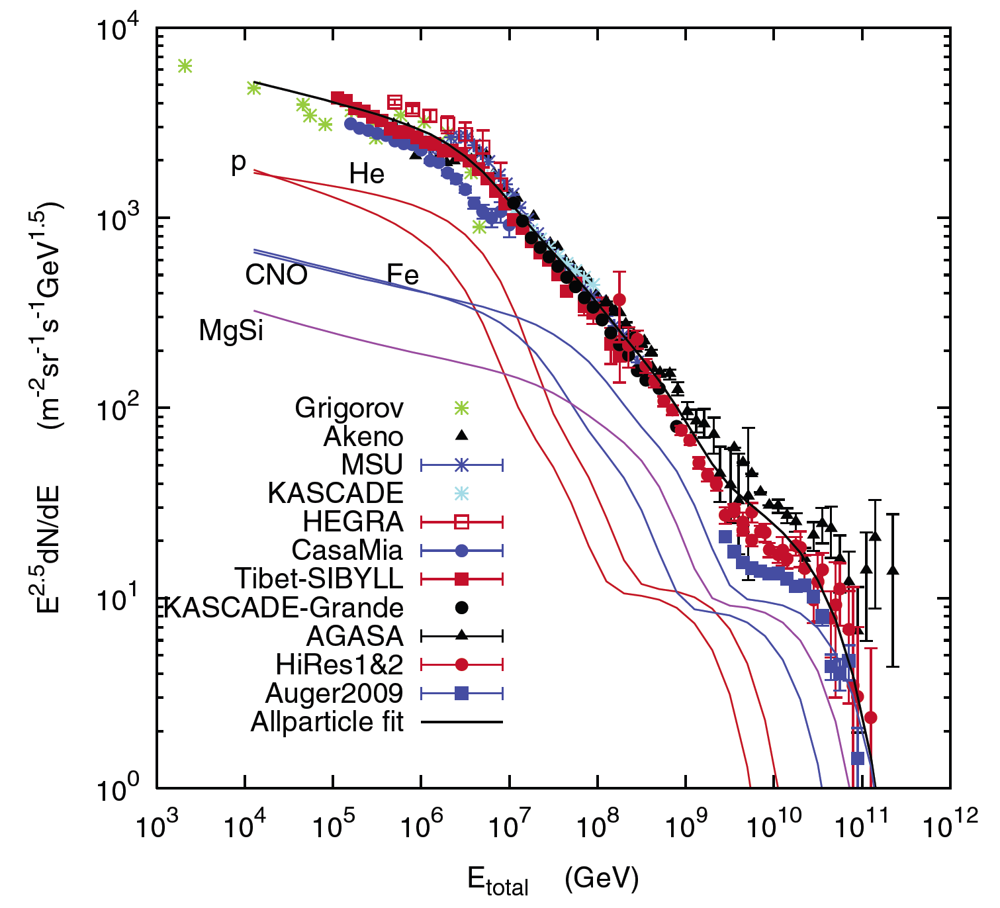 10^4
10^3
10^2
10^1
10^0
E^2.5dN/dE (m^-2sr^-1s^-1GeV^1.5)
p
He
CNO
Fe
MgSi
Grigorov
Akeno
MSU
KASCADE
HEGRA
CasaMia
Tibet-SIBYLL
KASCADE-Grande
AGASA
HiRes1&2
Auger2009
Allparticle fit
10^3 10^4 10^5 10^6 10^7 10^8 10^9 10^10 10^11 10^12
E_total (GeV)